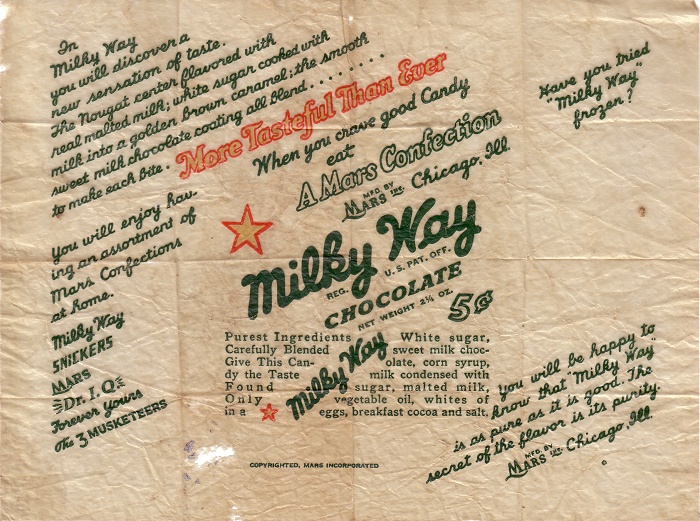 In
Milky Way
you will discover a
new sensation of taste.
The Nougat center flavored with
real malted milk; white sugar cooked with
milk into a golden brown caramel; the smooth
sweet milk chocolate coating all blend........
to make each bite. More Tasteful Than Ever
When you crave good Candy
eat
A Mars Confection
MFD. BY
MARS INC. Chicago, Ill.
Have you tried
"Milky Way"
frozen?
You will enjoy hav-
ing an assortment of
Mars Confections
at home.
Milky Way
SNICKERS
MARS
Dr. I. Q.
Forever yours
The 3 MUSKETEERS
Milky Way
REG. U.S. PAT. OFF.
CHOCOLATE
NET WEIGHT 2⅛ OZ.
5¢
Purest Ingredients
Carefully Blended
Give This Can-
dy the Taste
Found
Only
in a
Milky Way
White sugar,
sweet milk choc-
olate, corn syrup,
milk condensed with
sugar, malted milk,
vegetable oil, whites of
eggs, breakfast cocoa and salt.
COPYRIGHTED, MARS INCORPORATED
you will be happy to
know that "Milky Way"
is as pure as it is good. The
secret of the flavor is its purity.
MFD. BY
MARS INC. Chicago, Ill.